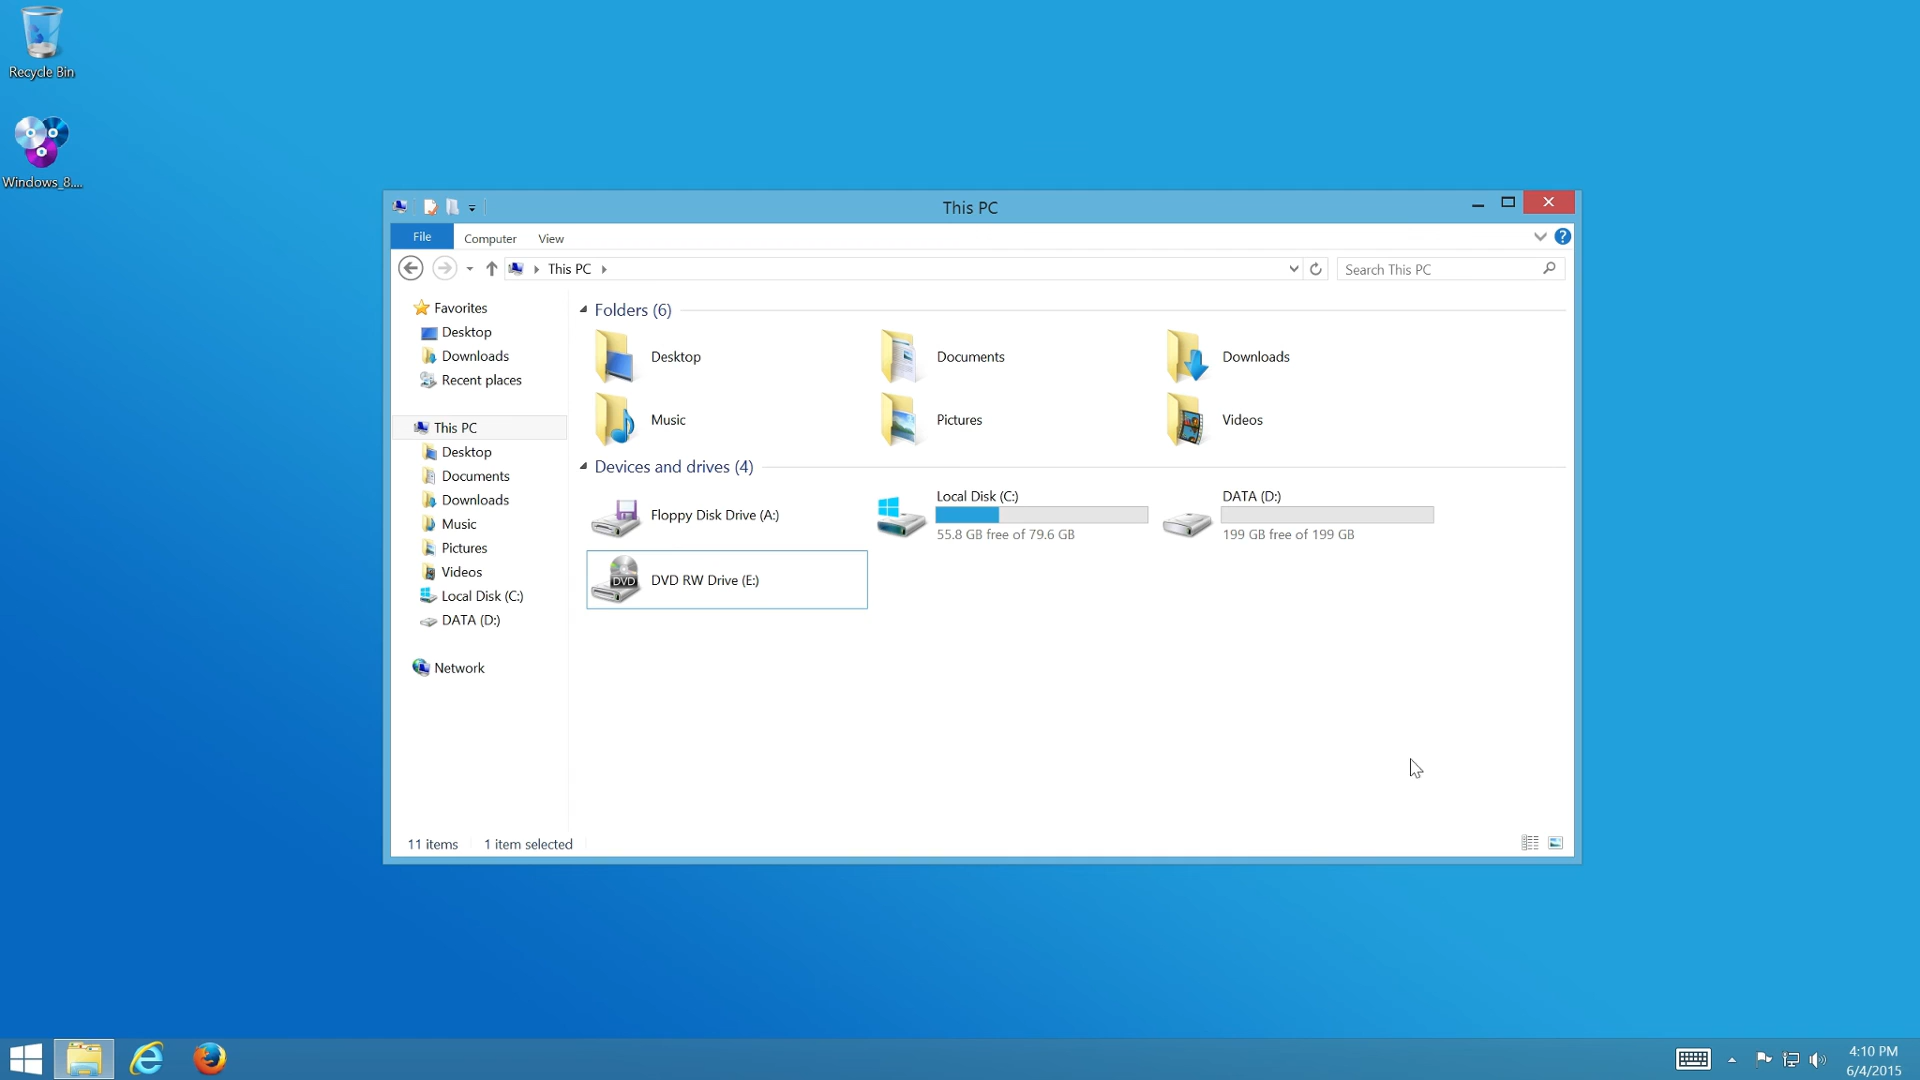 Recycle Bin
Windows_8....
This PC
File
Computer
View
This PC
Search This PC
Favorites
Desktop
Downloads
Recent places
This PC
Desktop
Documents
Downloads
Music
Pictures
Videos
Local Disk (C:)
DATA (D:)
Network
Folders (6)
Desktop
Documents
Downloads
Music
Pictures
Videos
Devices and drives (4)
Floppy Disk Drive (A:)
Local Disk (C:)
55.8 GB free of 79.6 GB
DATA (D:)
199 GB free of 199 GB
DVD
DVD RW Drive (E:)
11 items
1 item selected
4:10 PM
6/4/2015